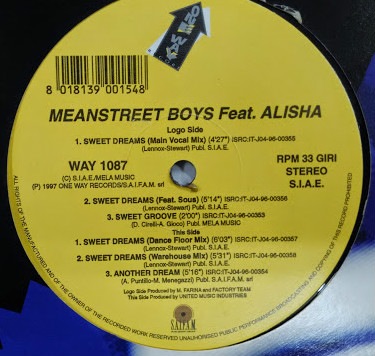 ONE WAY
8 018139 001548
MEANSTREET BOYS Feat. ALISHA
Logo Side
1. SWEET DREAMS (Main Vocal Mix) (4'27") ISRC:IT-J04-96-00355
(Lennox-Stewart) Publ. S.I.A.E.
WAY 1087
RPM 33 GIRI
(C) S.I.A.E./MELA MUSIC
STEREO
(P) 1997 ONE WAY RECORDS/S.A.I.F.A.M. srl
S.I.A.E.
2. SWEET DREAMS (Feat. Sous) (5'14") ISRC:IT-J04-96-00356
(Lennox-Stewart) Publ. S.I.A.E.
3. SWEET GROOVE (2'00") ISRC:IT-J04-96-00353
(D. Cirelli-A. Gioco) Publ. MELA MUSIC
This Side
1. SWEET DREAMS (Dance Floor Mix) (6'03") ISRC:IT-J04-96-00357
(Lennox-Stewart) Publ. S.I.A.E.
2. SWEET DREAMS (Warehouse Mix) (5'31") ISRC:IT-J04-96-00358
(Lennox-Stewart) Publ. S.I.A.E.
3. ANOTHER DREAM (5'16") ISRC:IT-J04-96-00354
(A. Puntillo-M. Menegazzi) Publ. S.A.I.F.A.M srl
Logo Side Produced by M. FARINA and FACTORY TEAM
This Side Produced by UNITED MUSIC INDUSTRIES
S.A.I.F.A.M.
ALL RIGHTS OF THE MANUFACTURER AND OF THE OWNER OF THE RECORDED WORK RESERVED UNAUTHORISED PUBLIC PERFORMANCE BROADCASTING AND COPYING OF THIS RECORD PROHIBITED